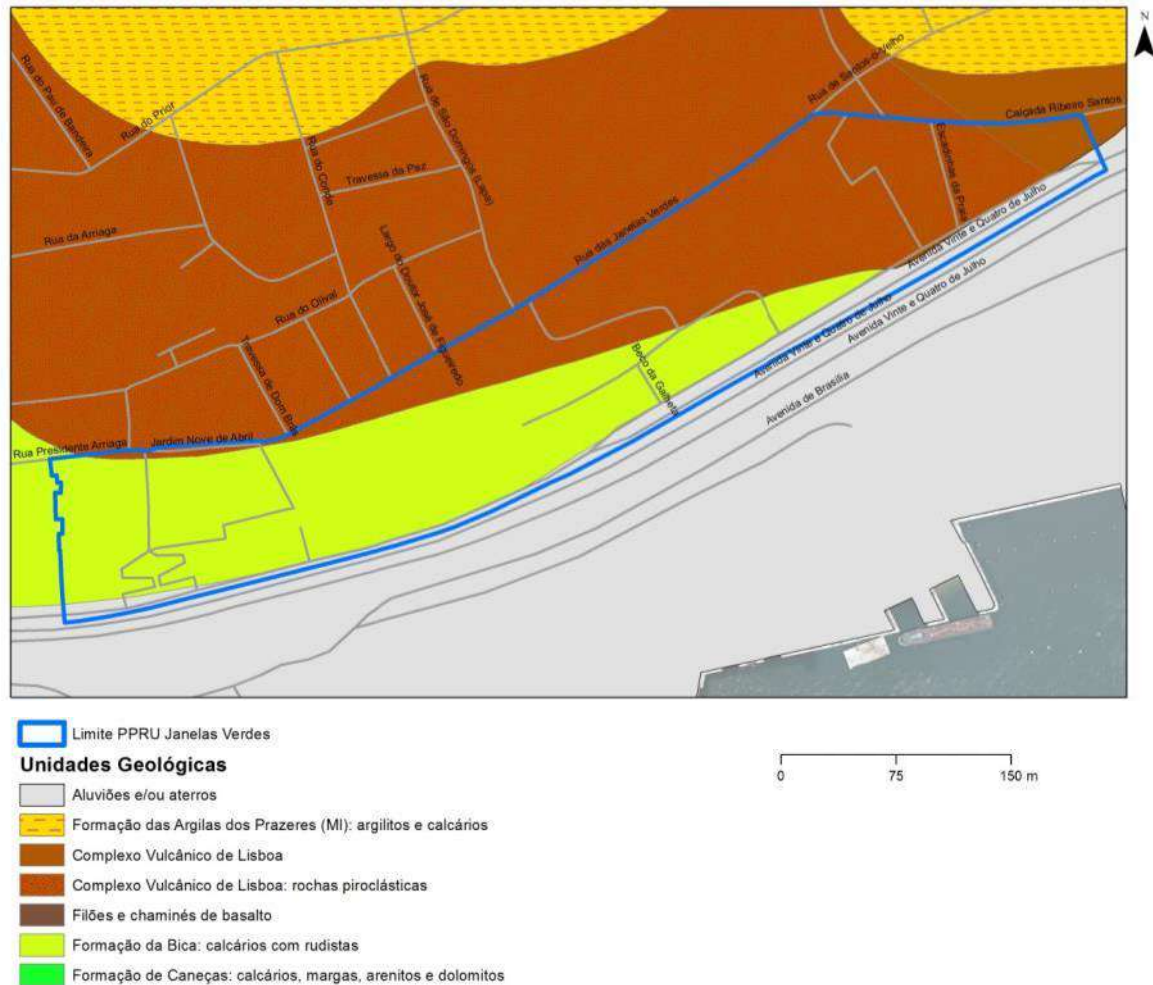 N
Rua do Pau de Bandeira
Rua do Prior
Rua do Conde
Rua de São Domingos (Lapa)
Rua de Santos-o-Velho
Calçada Ribeiro Santos
Escadinhas da Praia
Travessa da Paz
Rua da Arriaga
Largo do Doutor José de Figueiredo
Rua das Janelas Verdes
Avenida Vinte e Quatro de Julho
Avenida Vinte e Quatro de Julho
Avenida Vinte e Quatro de Julho
Rua do Olival
Travessa de Dom Brás
Beco da Galheta
Avenida de Brasília
Rua Presidente Arriaga
Jardim Nove de Abril
Limite PPRU Janelas Verdes
Unidades Geológicas
0 75 150 m
Aluviões e/ou aterros
Formação das Argilas dos Prazeres (MI): argilitos e calcários
Complexo Vulcânico de Lisboa
Complexo Vulcânico de Lisboa: rochas piroclásticas
Filões e chaminés de basalto
Formação da Bica: calcários com rudistas
Formação de Caneças: calcários, margas, arenitos e dolomitos